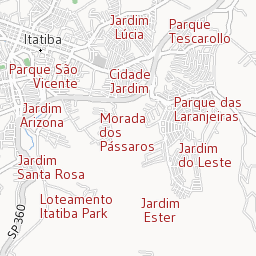 Jardim
Lúcia
Parque
Tescarollo
Itatiba
Parque São
Vicente
Cidade
Jardim
Jardim
Arizona
Morada
dos
Pássaros
Parque das
Laranjeiras
Jardim
Santa Rosa
Jardim
do Leste
Loteamento
Itatiba Park
Jardim
Ester
SP 360